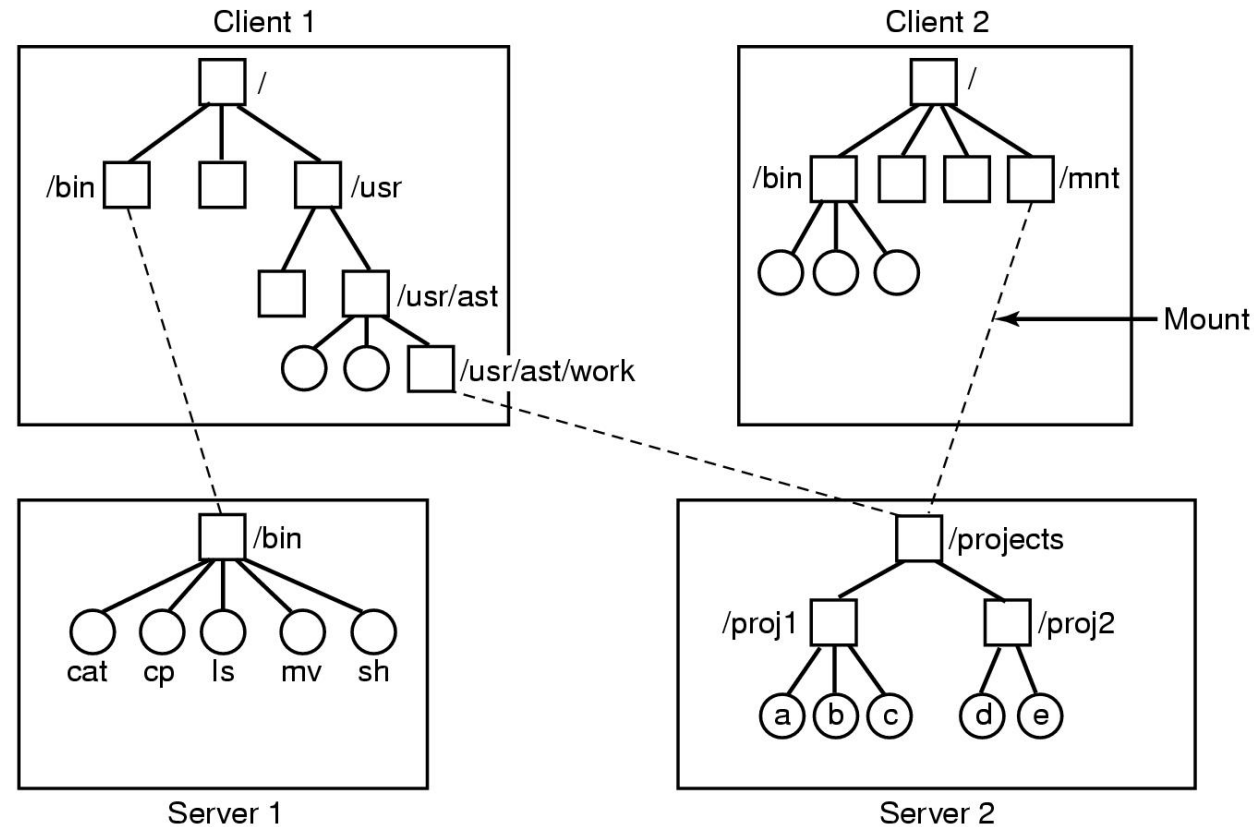 Client 1
Client 2
/
/
/bin
/usr
/bin
/mnt
/usr/ast
Mount
/usr/ast/work
/bin
/projects
/proj1
/proj2
cat
cp
ls
mv
sh
a
b
c
d
e
Server 1
Server 2